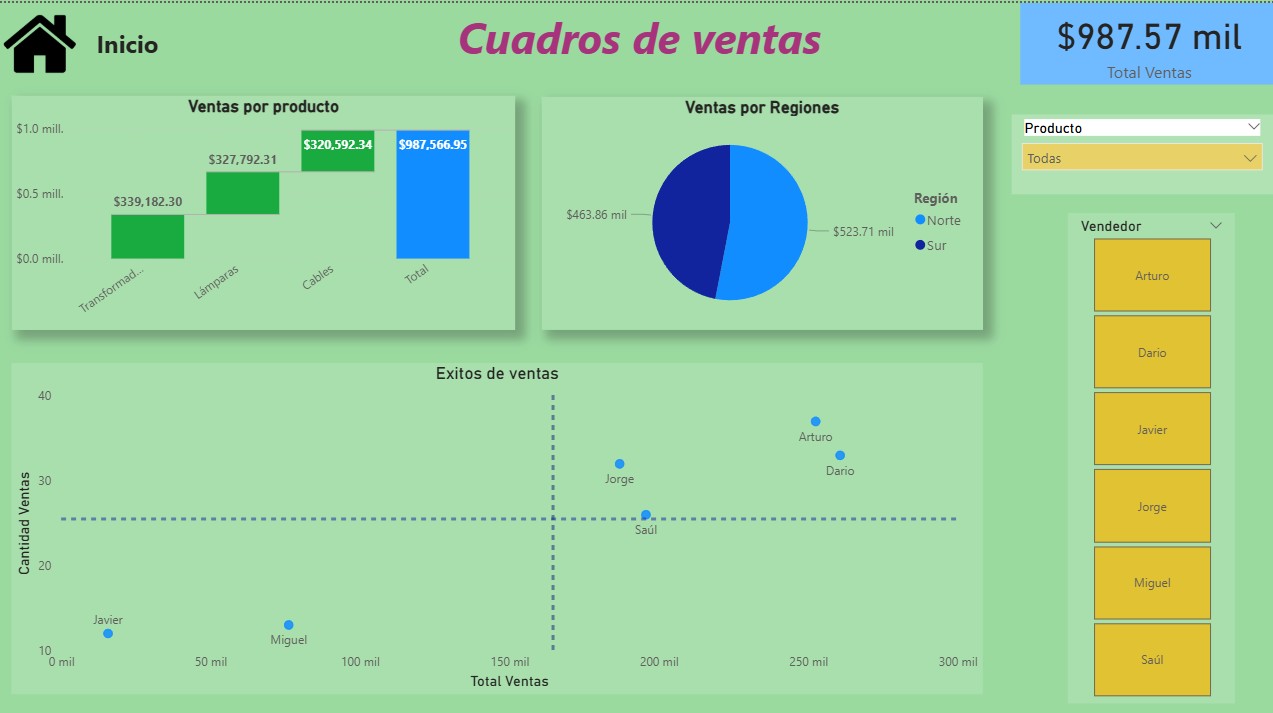 Inicio
Cuadros de ventas
$987.57 mil
Total Ventas
Ventas por producto
$1.0 mill.
$0.5 mill.
$0.0 mill.
$339,182.30
$327,792.31
$320,592.34
$987,566.95
Transformad...
Lámparas
Cables
Total
Ventas por Regiones
$463.86 mil
$523.71 mil
Región
Norte
Sur
Producto
Todas
Vendedor
Arturo
Dario
Javier
Jorge
Miguel
Saúl
Exitos de ventas
Cantidad Ventas
40
30
20
10
Arturo
Dario
Jorge
Saúl
Javier
Miguel
0 mil
50 mil
100 mil
150 mil
200 mil
250 mil
300 mil
Total Ventas